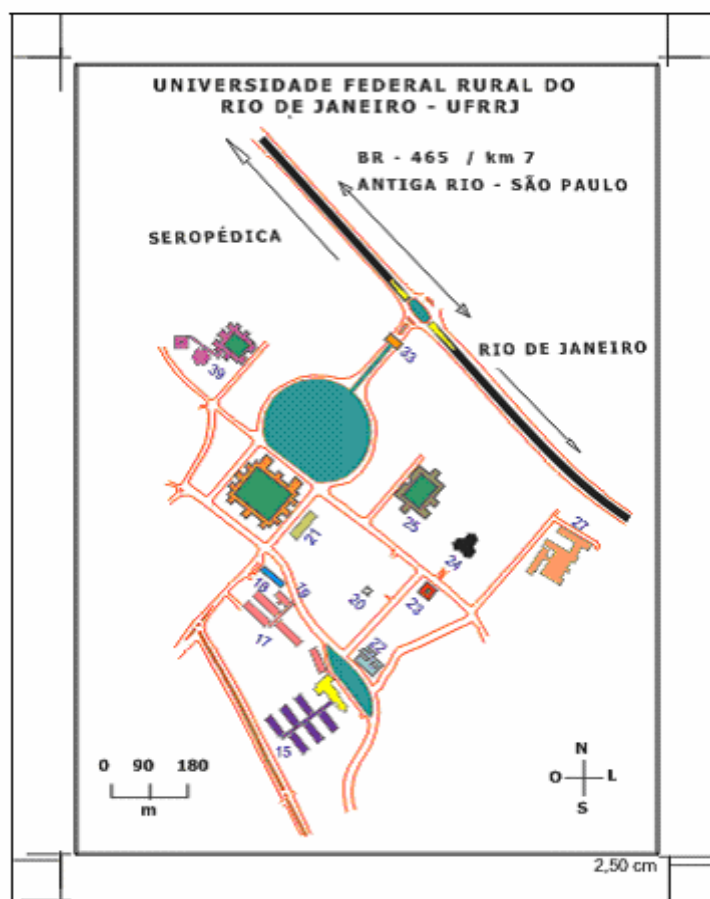 UNIVERSIDADE FEDERAL RURAL DO
RIO DE JANEIRO - UFRRJ
BR - 465 / km 7
ANTIGA RIO - SÃO PAULO
SEROPÉDICA
RIO DE JANEIRO
33
39
25
27
21
24
18
19
20
23
17
22
15
0 90 180
m
N
O L
S
2,50 cm